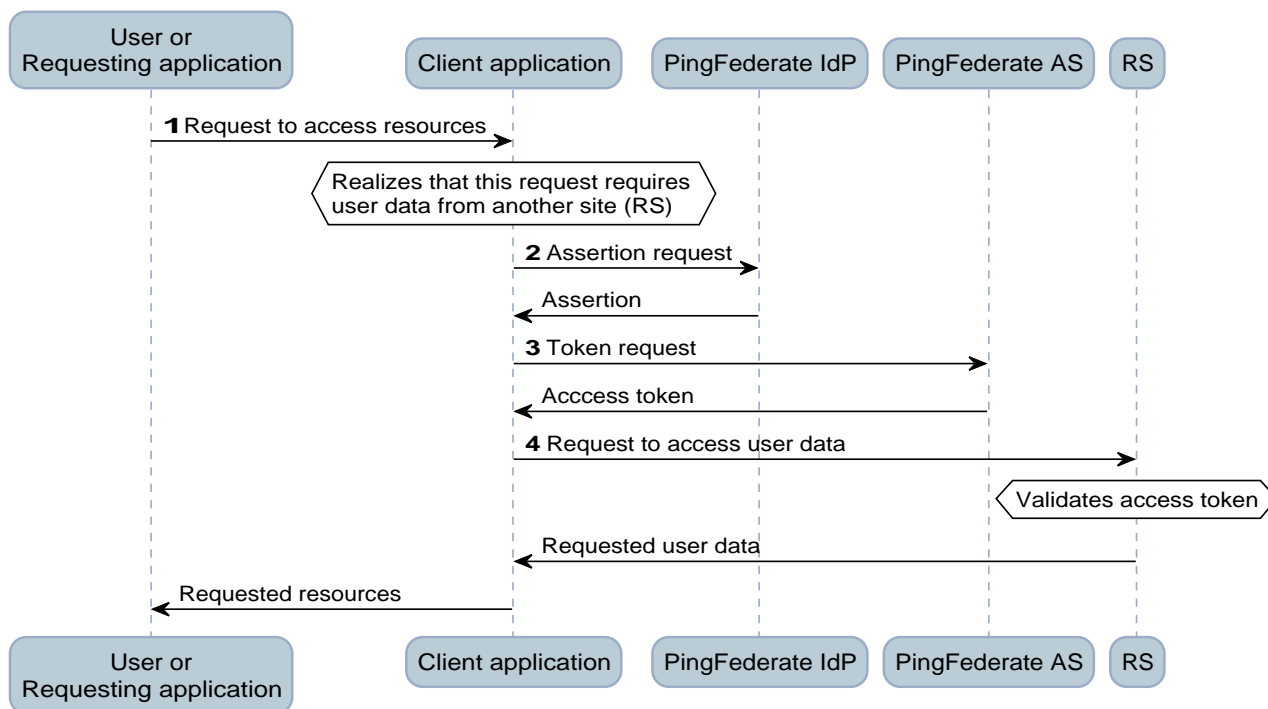 User or
Requesting application
Client application
PingFederate IdP
PingFederate AS
RS
1 Request to access resources
Realizes that this request requires
user data from another site (RS)
2 Assertion request
Assertion
3 Token request
Acccess token
4 Request to access user data
Validates access token
Requested user data
Requested resources
User or
Requesting application
Client application
PingFederate IdP
PingFederate AS
RS